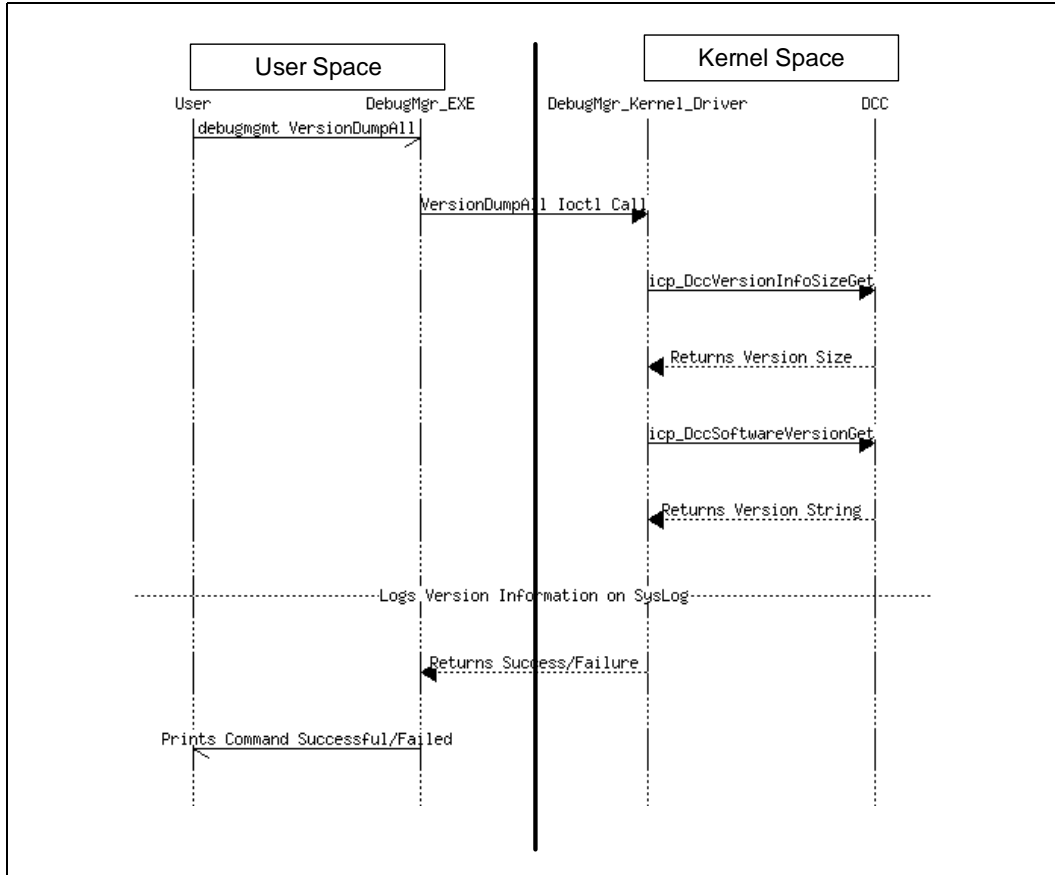 User Space
Kernel Space
User
DebugMgr_EXE
DebugMgr_Kernel_Driver
DCC
debugmgmt VersionDumpAll
VersionDumpAll Ioctl Call
icp_DccVersionInfoSizeGet
Returns Version Size
icp_DccSoftwareVersionGet
Returns Version String
Logs Version Information on SysLog
Returns Success/Failure
Prints Command Successful/Failed